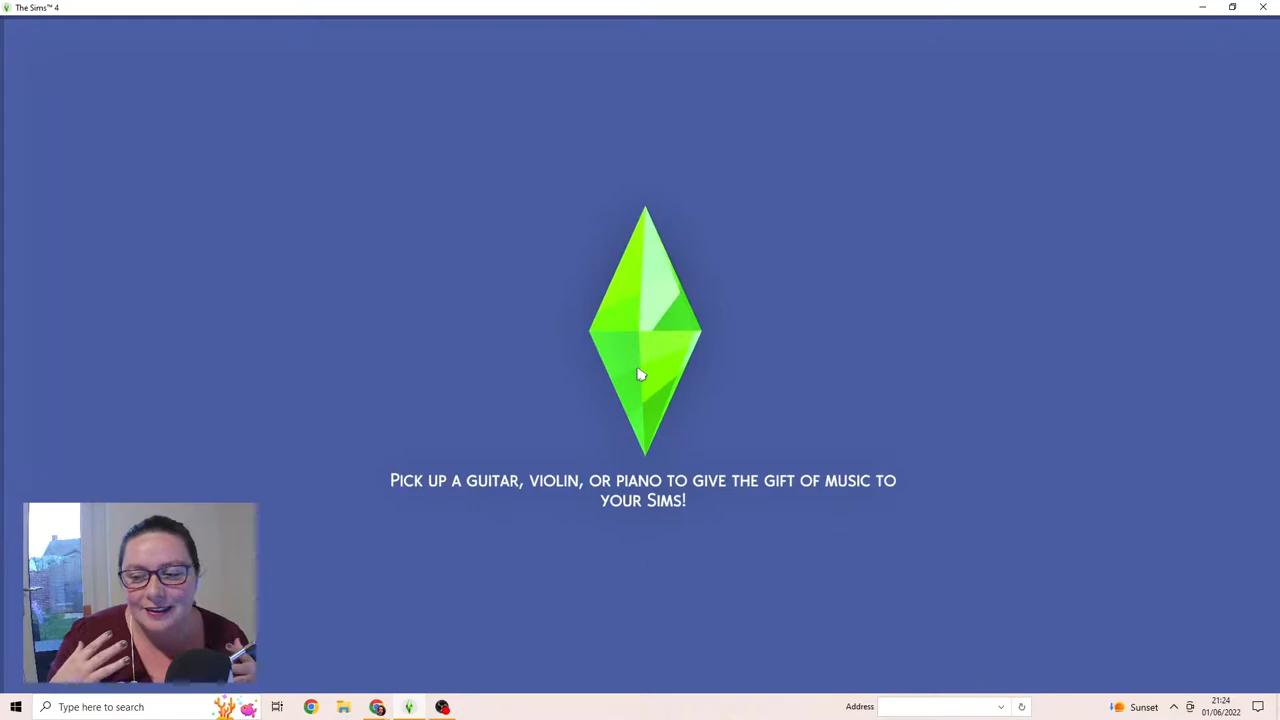 The Sims™ 4
PICK UP A GUITAR, VIOLIN, OR PIANO TO GIVE THE GIFT OF MUSIC TO
YOUR SIMS!
Type here to search
Address
Sunset
21:24
01/06/2022